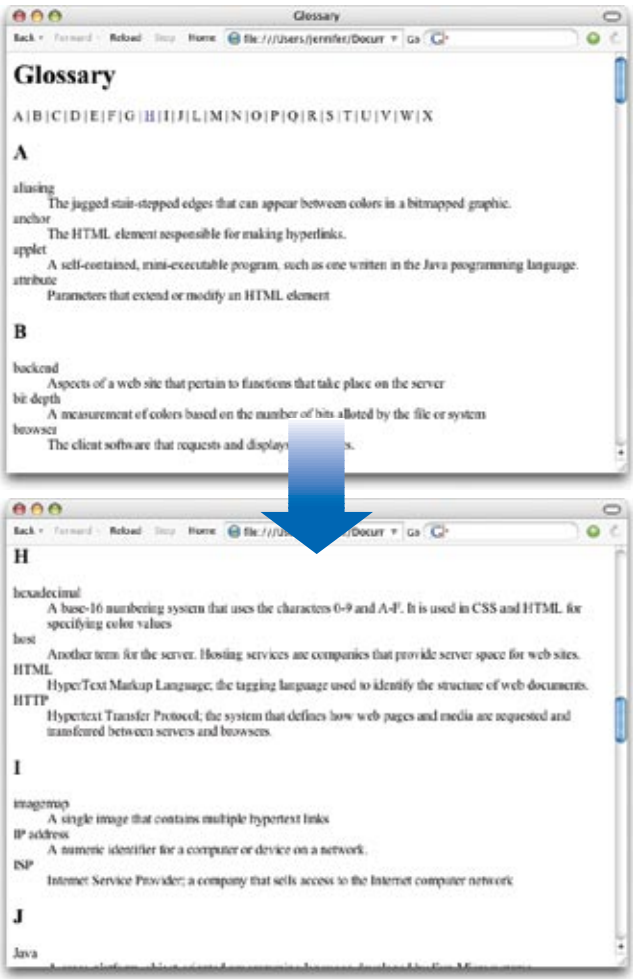 Glossary
Back Forward Reload Stop Home file:///Users/jennifer/Docum Go
Glossary
A | B | C | D | E | F | G | H | I | J | L | M | N | O | P | Q | R | S | T | U | V | W | X
A
aliasing
The jagged stair-stepped edges that can appear between colors in a bitmapped graphic.
anchor
The HTML element responsible for making hyperlinks.
applet
A self-contained, mini-executable program, such as one written in the Java programming language.
attribute
Parameters that extend or modify an HTML element
B
backend
Aspects of a web site that pertain to functions that take place on the server
bit depth
A measurement of colors based on the number of bits alloted by the file or system
browser
The client software that requests and displays
Back Forward Reload Stop Home file:///Us /Docum Go
H
hexadecimal
A base-16 numbering system that uses the characters 0-9 and A-F. It is used in CSS and HTML for
specifying color values
host
Another term for the server. Hosting services are companies that provide server space for web sites.
HTML
HyperText Markup Language; the tagging language used to identify the structure of web documents.
HTTP
Hypertext Transfer Protocol; the system that defines how web pages and media are requested and
transferred between servers and browsers.
I
imagemap
A single image that contains multiple hypertext links
IP address
A numeric identifier for a computer or device on a network.
ISP
Internet Service Provider; a company that sells access to the Internet computer network
J
Java